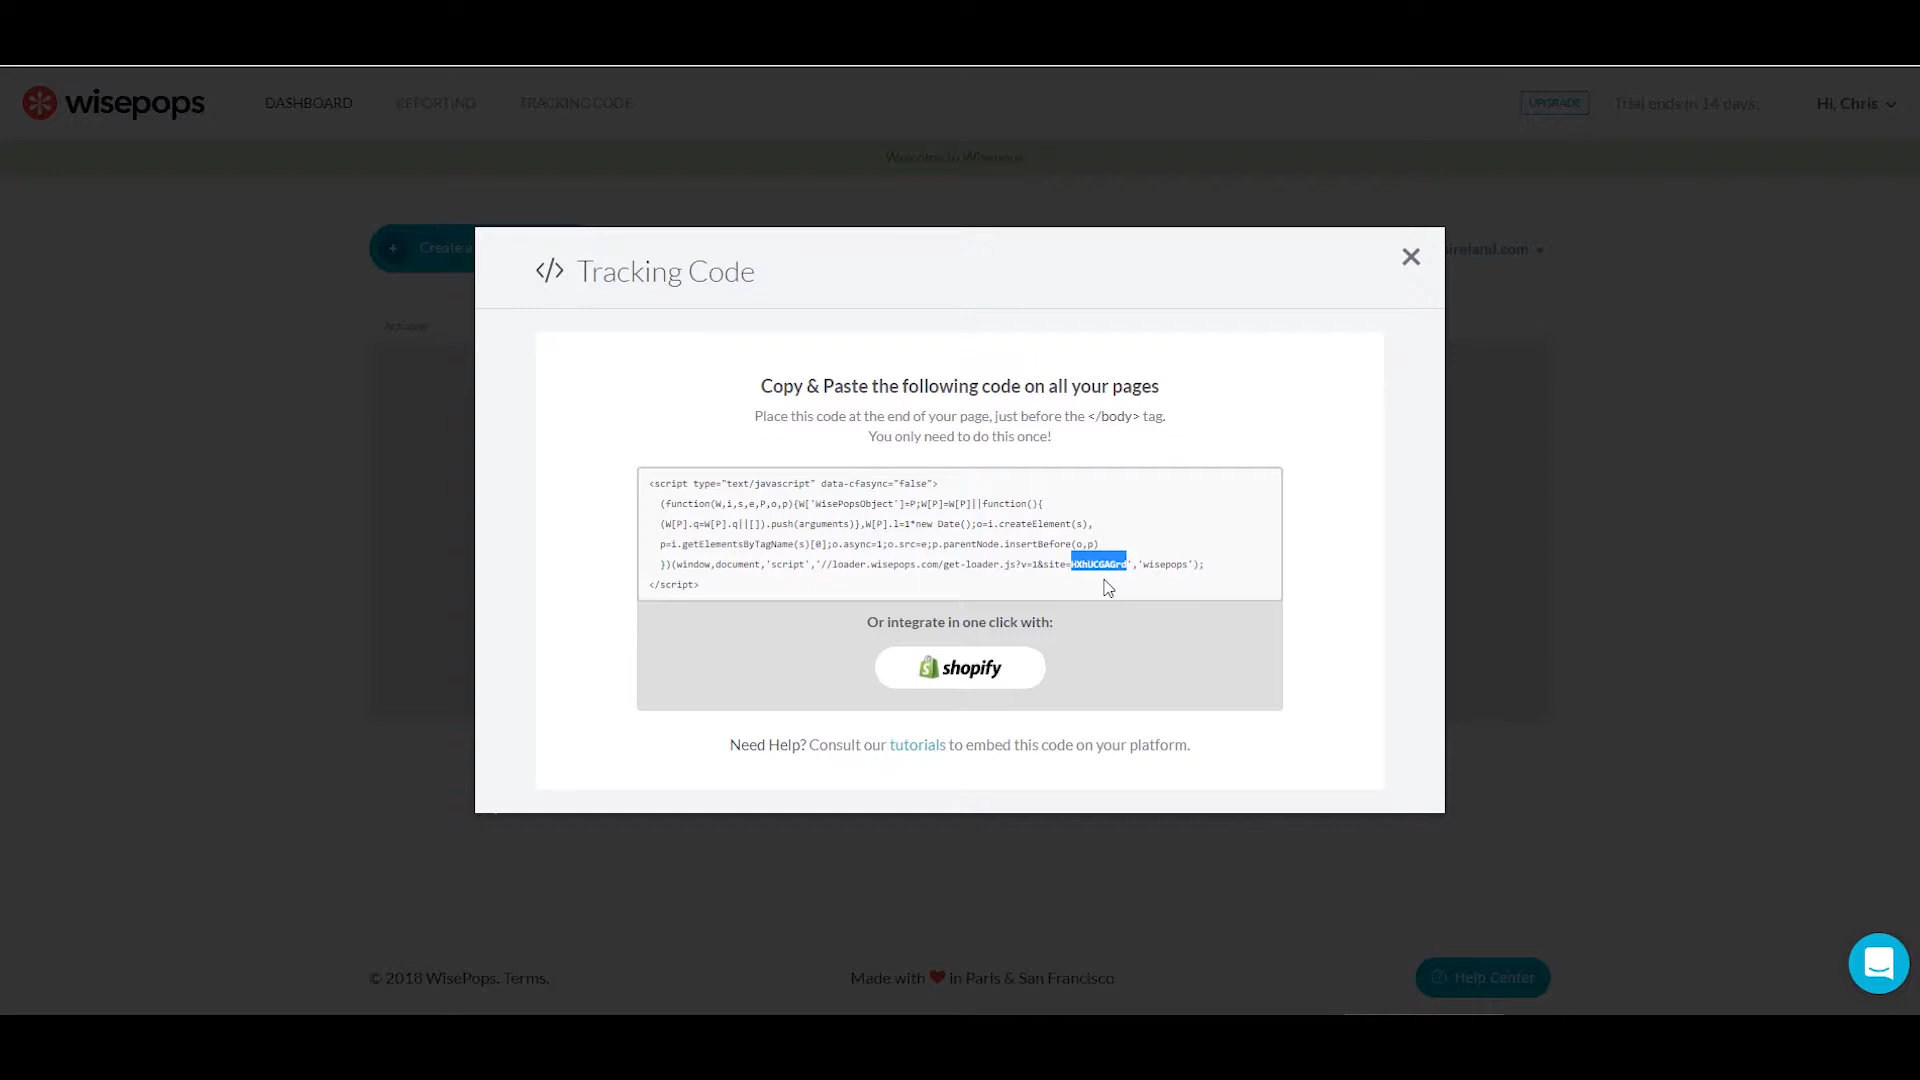 wisepops
DASHBOARD
REPORTING
TRACKING CODE
UPGRADE
Trial ends in 14 days.
Hi, Chris
Welcome to Wisepops
+ Create a
ireland.com
</> Tracking Code
Copy & Paste the following code on all your pages
Place this code at the end of your page, just before the </body> tag.
You only need to do this once!
<script type="text/javascript" data-cfasync="false">
(function(W,i,s,e,P,o,p){W['WisePopsObject']=P;W[P]=W[P]||function(){
(W[P].q=W[P].q||[]).push(arguments)},W[P].l=1*new Date();o=i.createElement(s),
p=i.getElementsByTagName(s)[0];o.async=1;o.src=e;p.parentNode.insertBefore(o,p)
})(window,document,'script','//loader.wisepops.com/get-loader.js?v=1&site=HXhUCGAGrd','wisepops');
</script>
Or integrate in one click with:
shopify
Need Help? Consult our tutorials to embed this code on your platform.
© 2018 WisePops. Terms.
Made with ❤ in Paris & San Francisco
Help Center